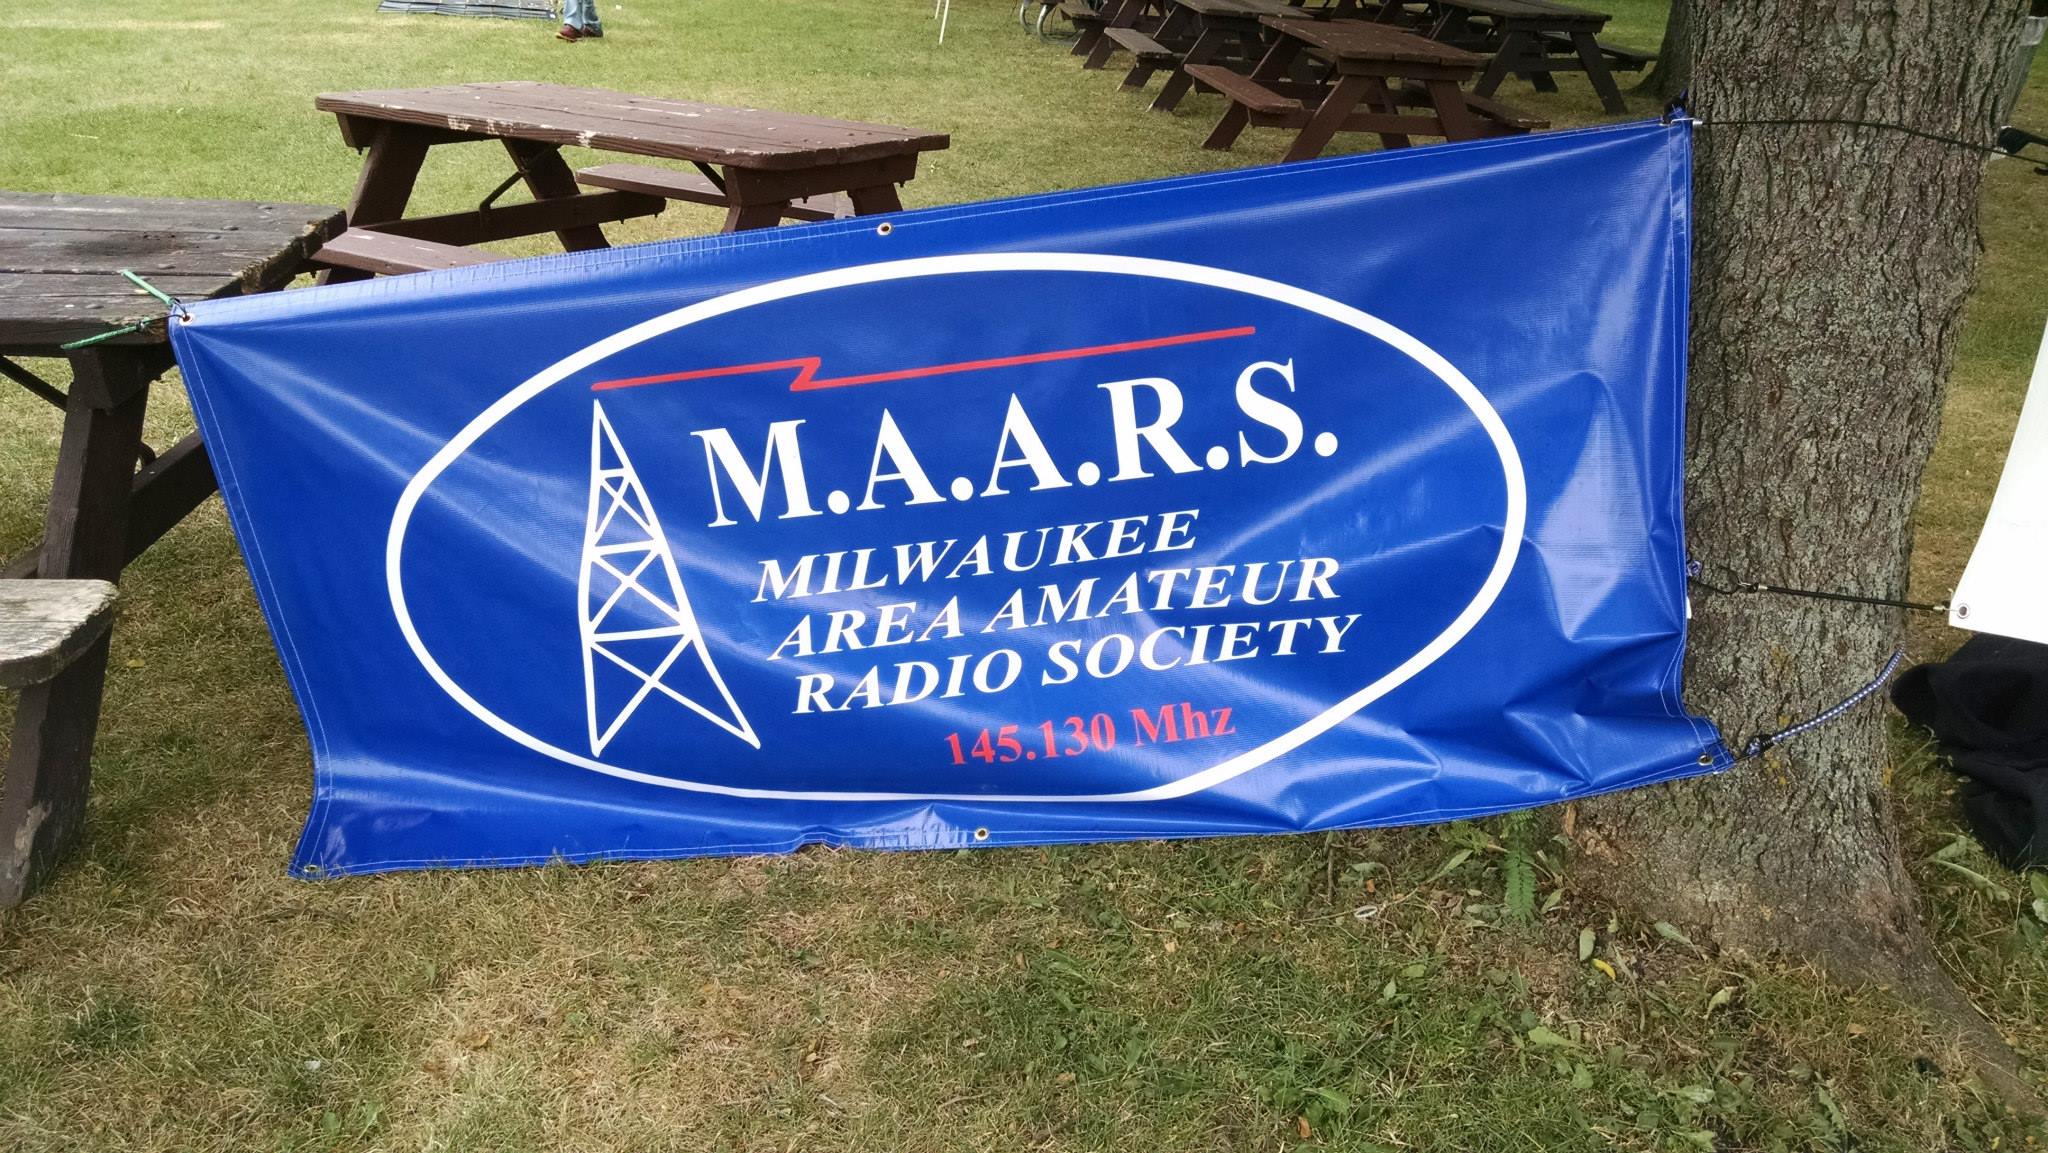 M.A.A.R.S.
MILWAUKEE
AREA AMATEUR
RADIO SOCIETY
145.130 Mhz